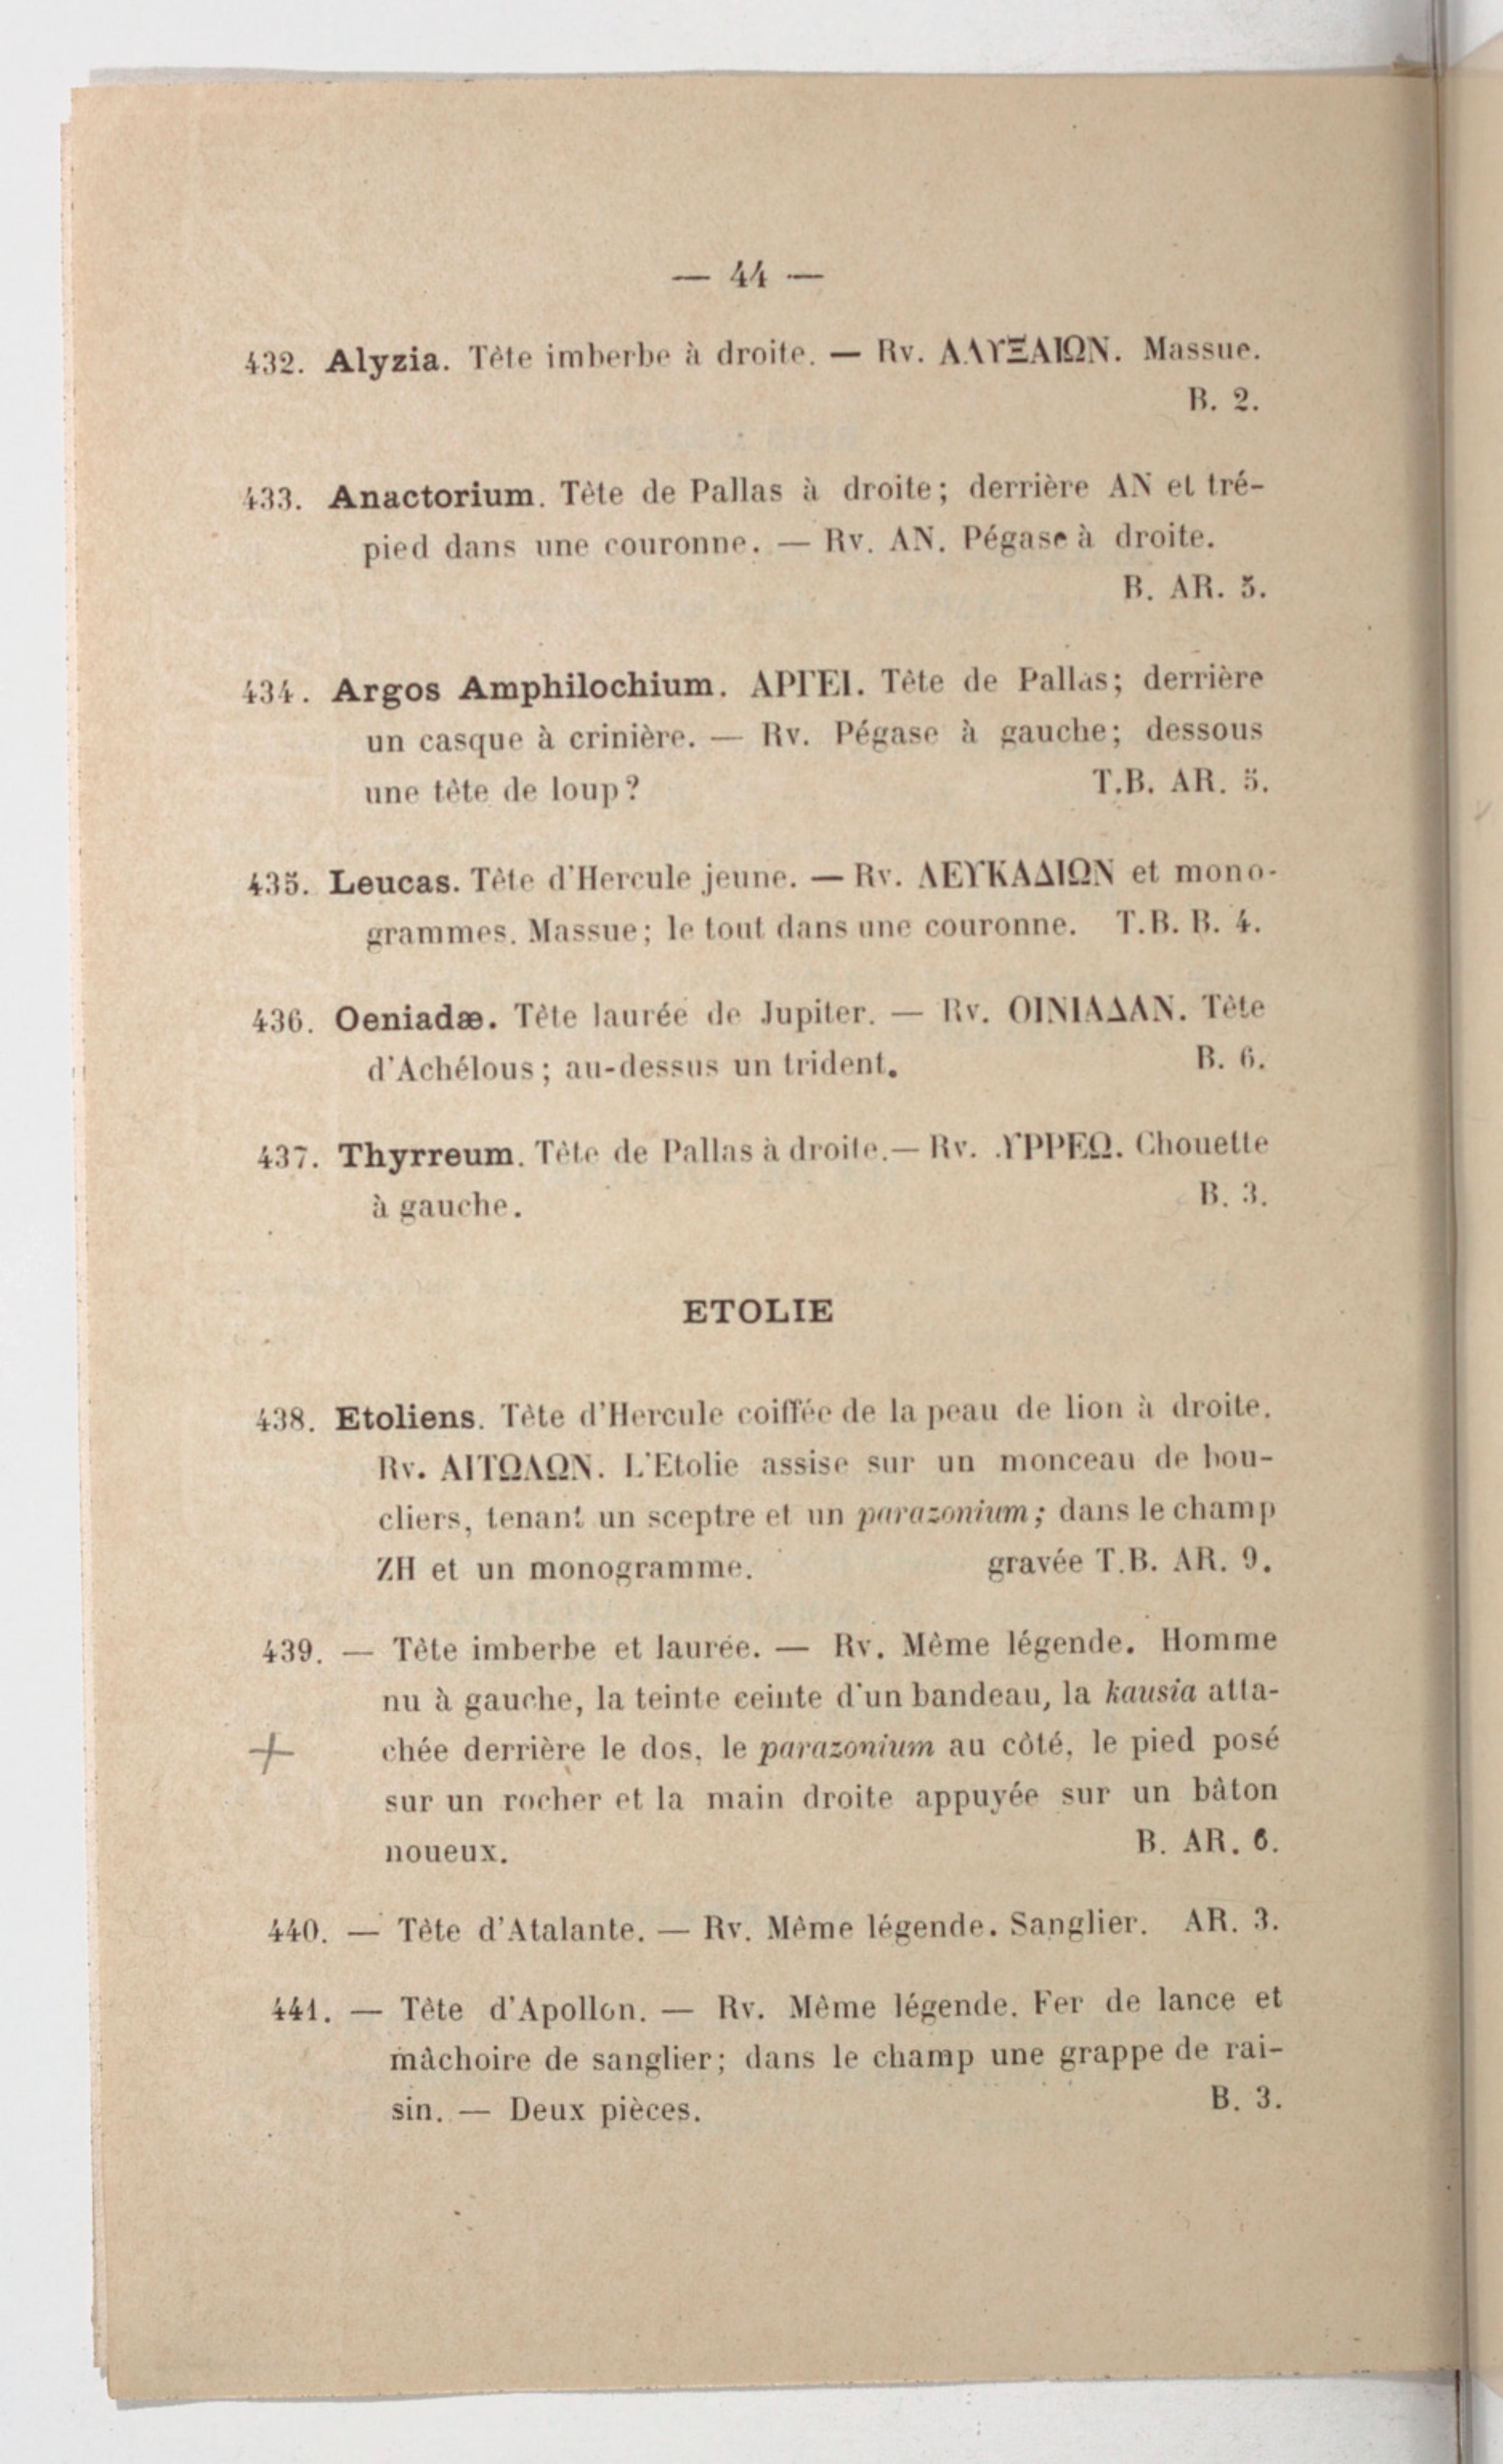 — 44 —
432. Alyzia. Tête imberbe à droite. — Rv. ΑΛΥΞΑΙΩΝ. Massue.
B. 2.
433. Anactorium. Tête de Pallas à droite; derrière AN et tré-
pied dans une couronne. — Rv. AN. Pégase à droite.
B. AR. 5.
434. Argos Amphilochium. ΑΡΓΕΙ. Tête de Pallas; derrière
un casque à crinière. — Rv. Pégase à gauche; dessous
une tête de loup? T.B. AR. 5.
435. Leucas. Tête d'Hercule jeune. — Rv. ΛΕΥΚΑΔΙΩΝ et mono-
grammes. Massue; le tout dans une couronne. T.B. B. 4.
436. Oeniadæ. Tête laurée de Jupiter. — Rv. ΟΙΝΙΑΔΑΝ. Tête
d'Achélous; au-dessus un trident. B. 6.
437. Thyrreum. Tête de Pallas à droite. — Rv. .ΥΡΡΕΩ. Chouette
à gauche. B. 3.
ETOLIE
438. Etoliens. Tête d'Hercule coiffée de la peau de lion à droite.
Rv. ΑΙΤΩΛΩΝ. L'Etolie assise sur un monceau de bou-
cliers, tenant un sceptre et un parazonium; dans le champ
ZH et un monogramme. gravée T.B. AR. 9.
439. — Tête imberbe et laurée. — Rv. Même légende. Homme
nu à gauche, la teinte ceinte d'un bandeau, la kausia atta-
+ chée derrière le dos, le parazonium au côté, le pied posé
sur un rocher et la main droite appuyée sur un bâton
noueux. B. AR. 6.
440. — Tête d'Atalante. — Rv. Même légende. Sanglier. AR. 3.
441. — Tête d'Apollon. — Rv. Même légende. Fer de lance et
mâchoire de sanglier; dans le champ une grappe de rai-
sin. — Deux pièces. B. 3.